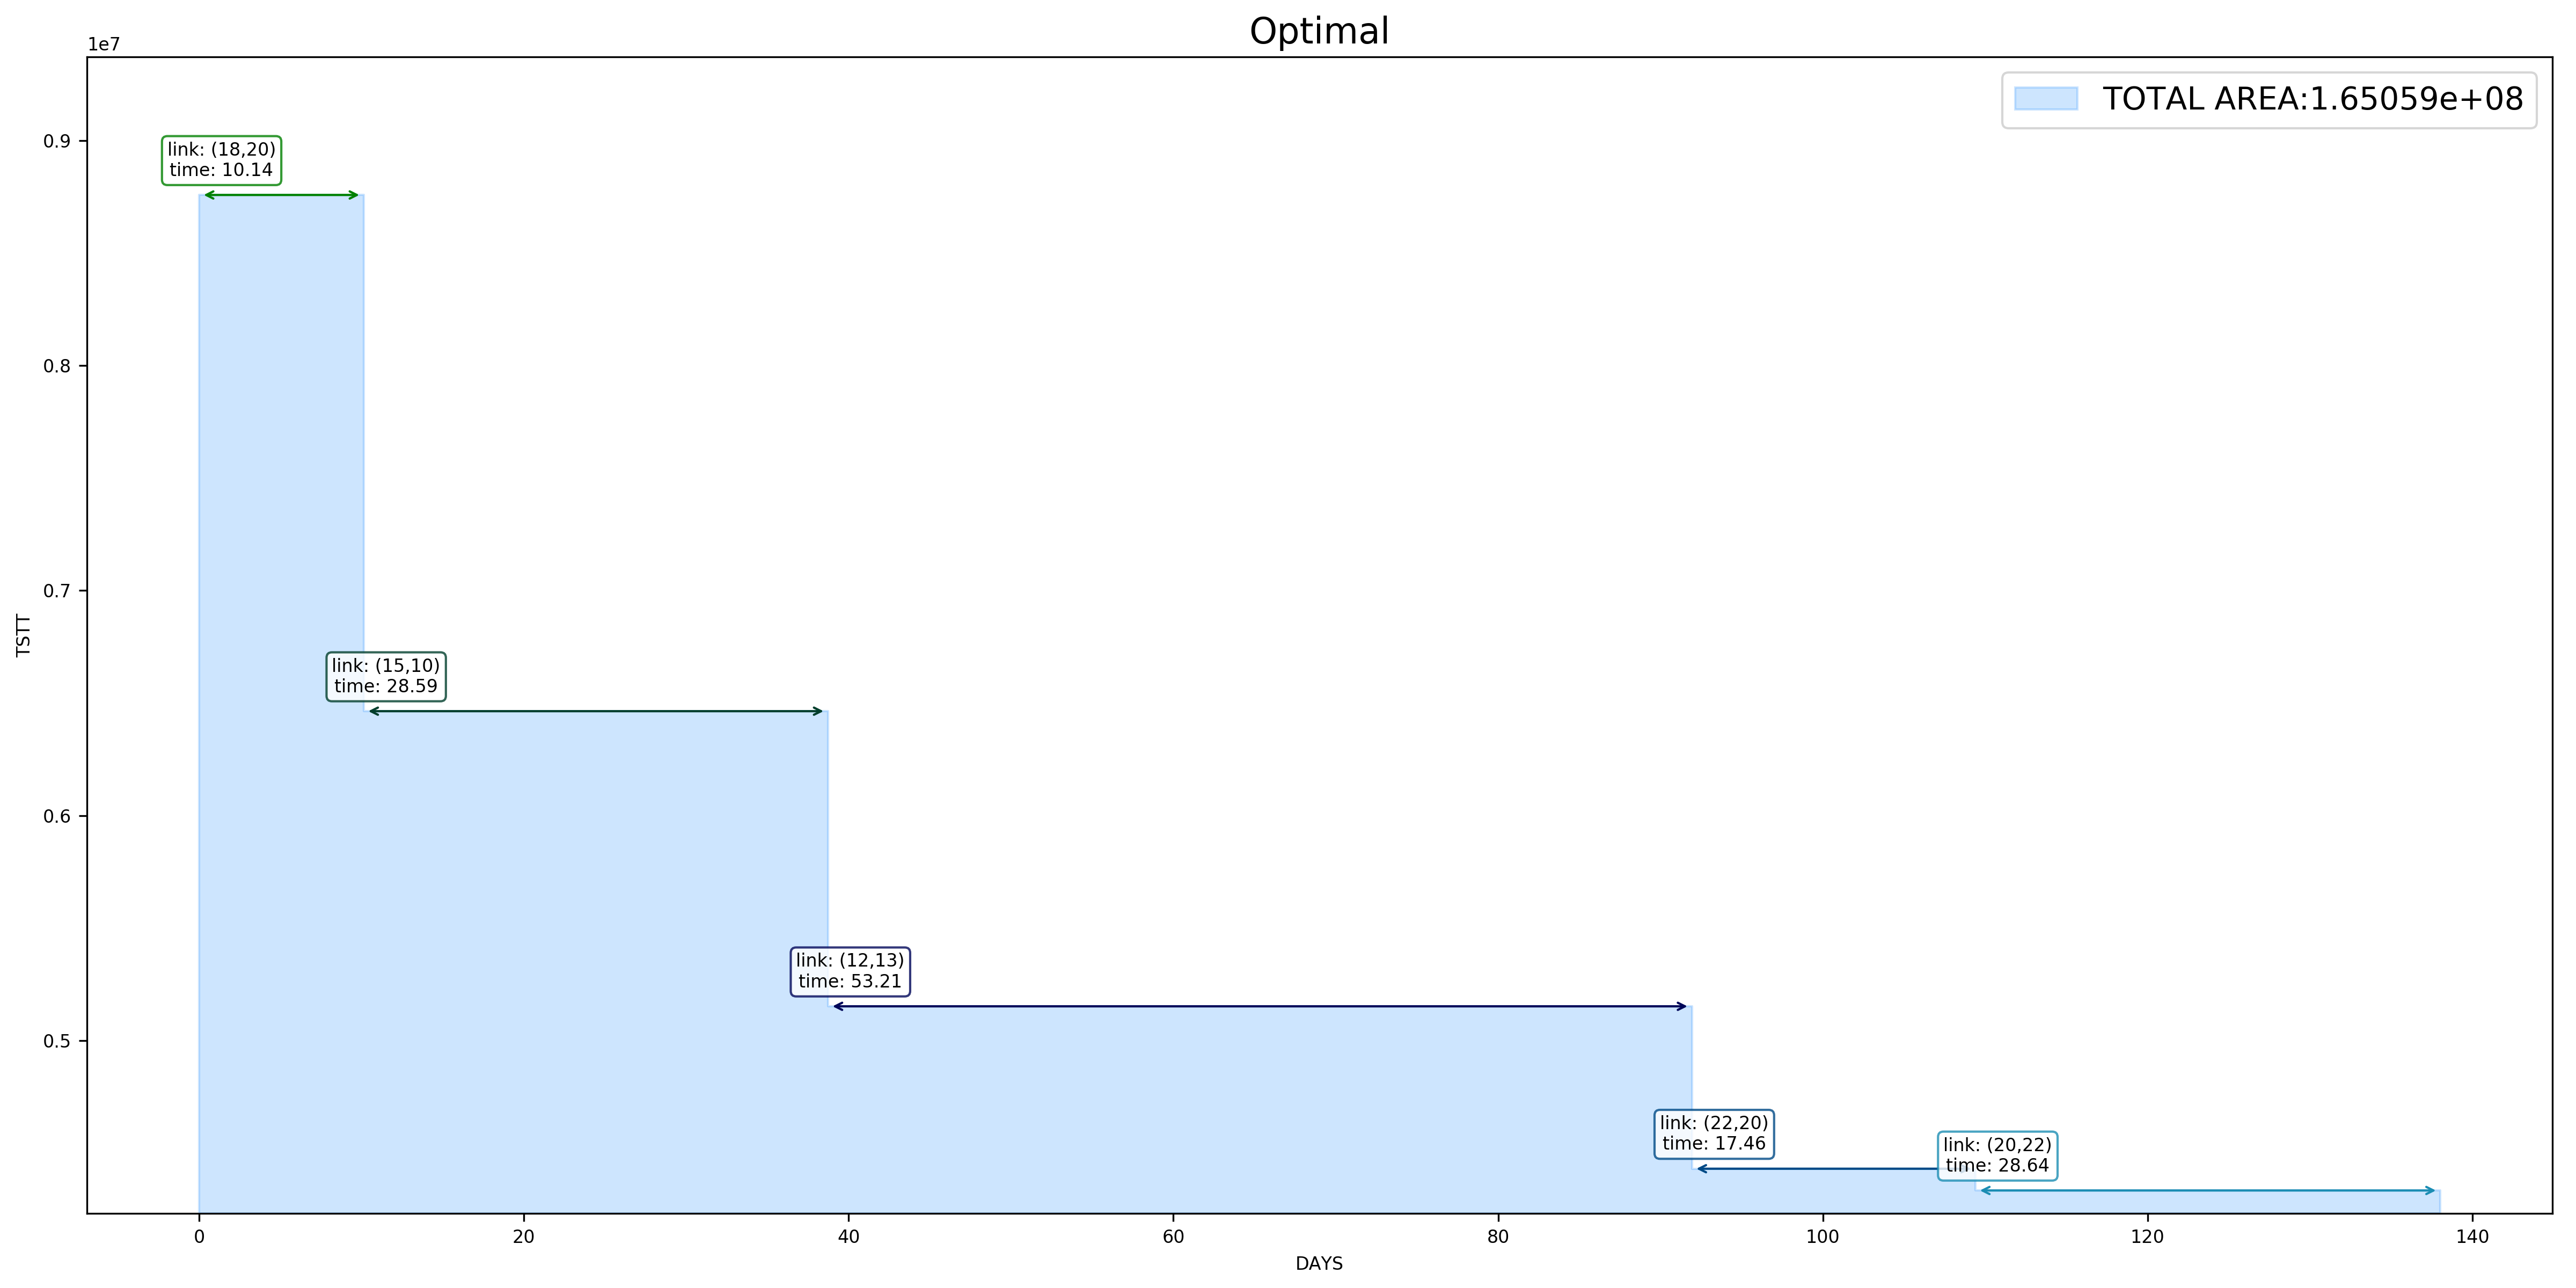 Optimal
1e7
TOTAL AREA:1.65059e+08
0.9
link: (18,20)
time: 10.14
0.8
0.7
TSTT
link: (15,10)
time: 28.59
0.6
link: (12,13)
time: 53.21
0.5
link: (22,20)
time: 17.46
link: (20,22)
time: 28.64
0 20 40 60 80 100 120 140
DAYS